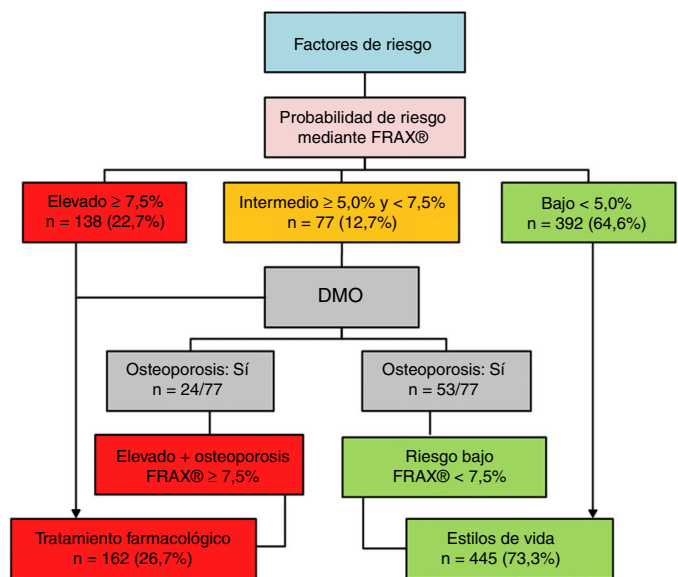 Factores de riesgo
Probabilidad de riesgo
mediante FRAX®
Elevado ≥ 7,5%
n = 138 (22,7%)
Intermedio ≥ 5,0% y < 7,5%
n = 77 (12,7%)
Bajo < 5,0%
n = 392 (64,6%)
DMO
Osteoporosis: Sí
n = 24/77
Osteoporosis: Sí
n = 53/77
Elevado + osteoporosis
FRAX® ≥ 7,5%
Riesgo bajo
FRAX® < 7,5%
Tratamiento farmacológico
n = 162 (26,7%)
Estilos de vida
n = 445 (73,3%)